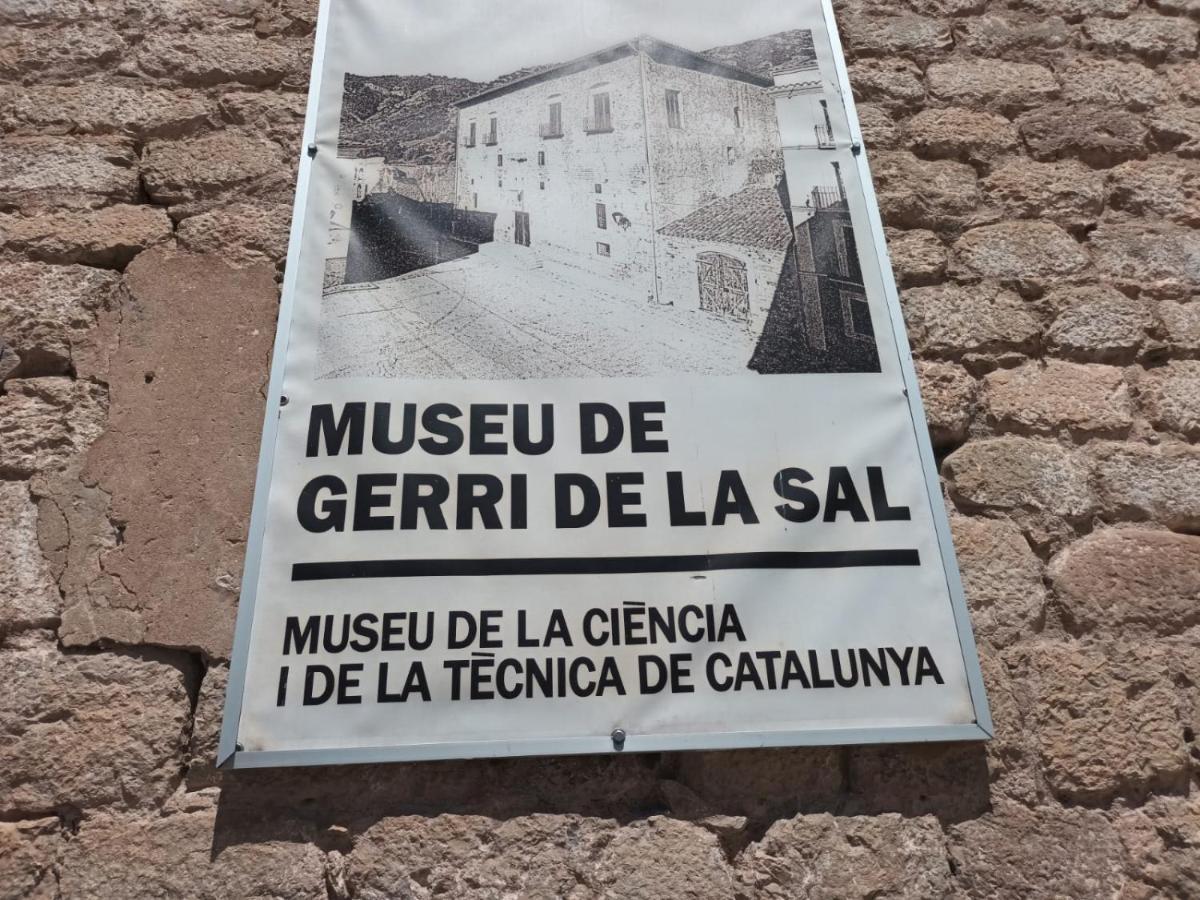 MUSEU DE
GERRI DE LA SAL
MUSEU DE LA CIÈNCIA
I DE LA TÈCNICA DE CATALUNYA